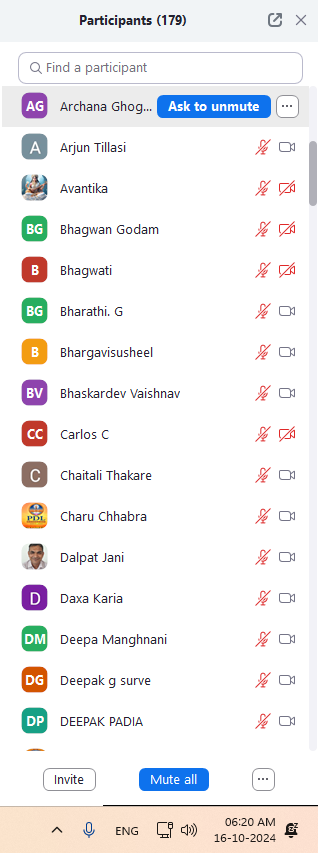 Participants (179)
Find a participant
AG Archana Ghog... Ask to unmute ...
A Arjun Tillasi
Avantika
BG Bhagwan Godam
B Bhagwati
BG Bharathi. G
B Bhargavisusheel
BV Bhaskardev Vaishnav
CC Carlos C
C Chaitali Thakare
PDL Charu Chhabra
Dalpat Jani
D Daxa Karia
DM Deepa Manghnani
DG Deepak g surve
DP DEEPAK PADIA
Invite Mute all ...
ENG 06:20 AM
16-10-2024